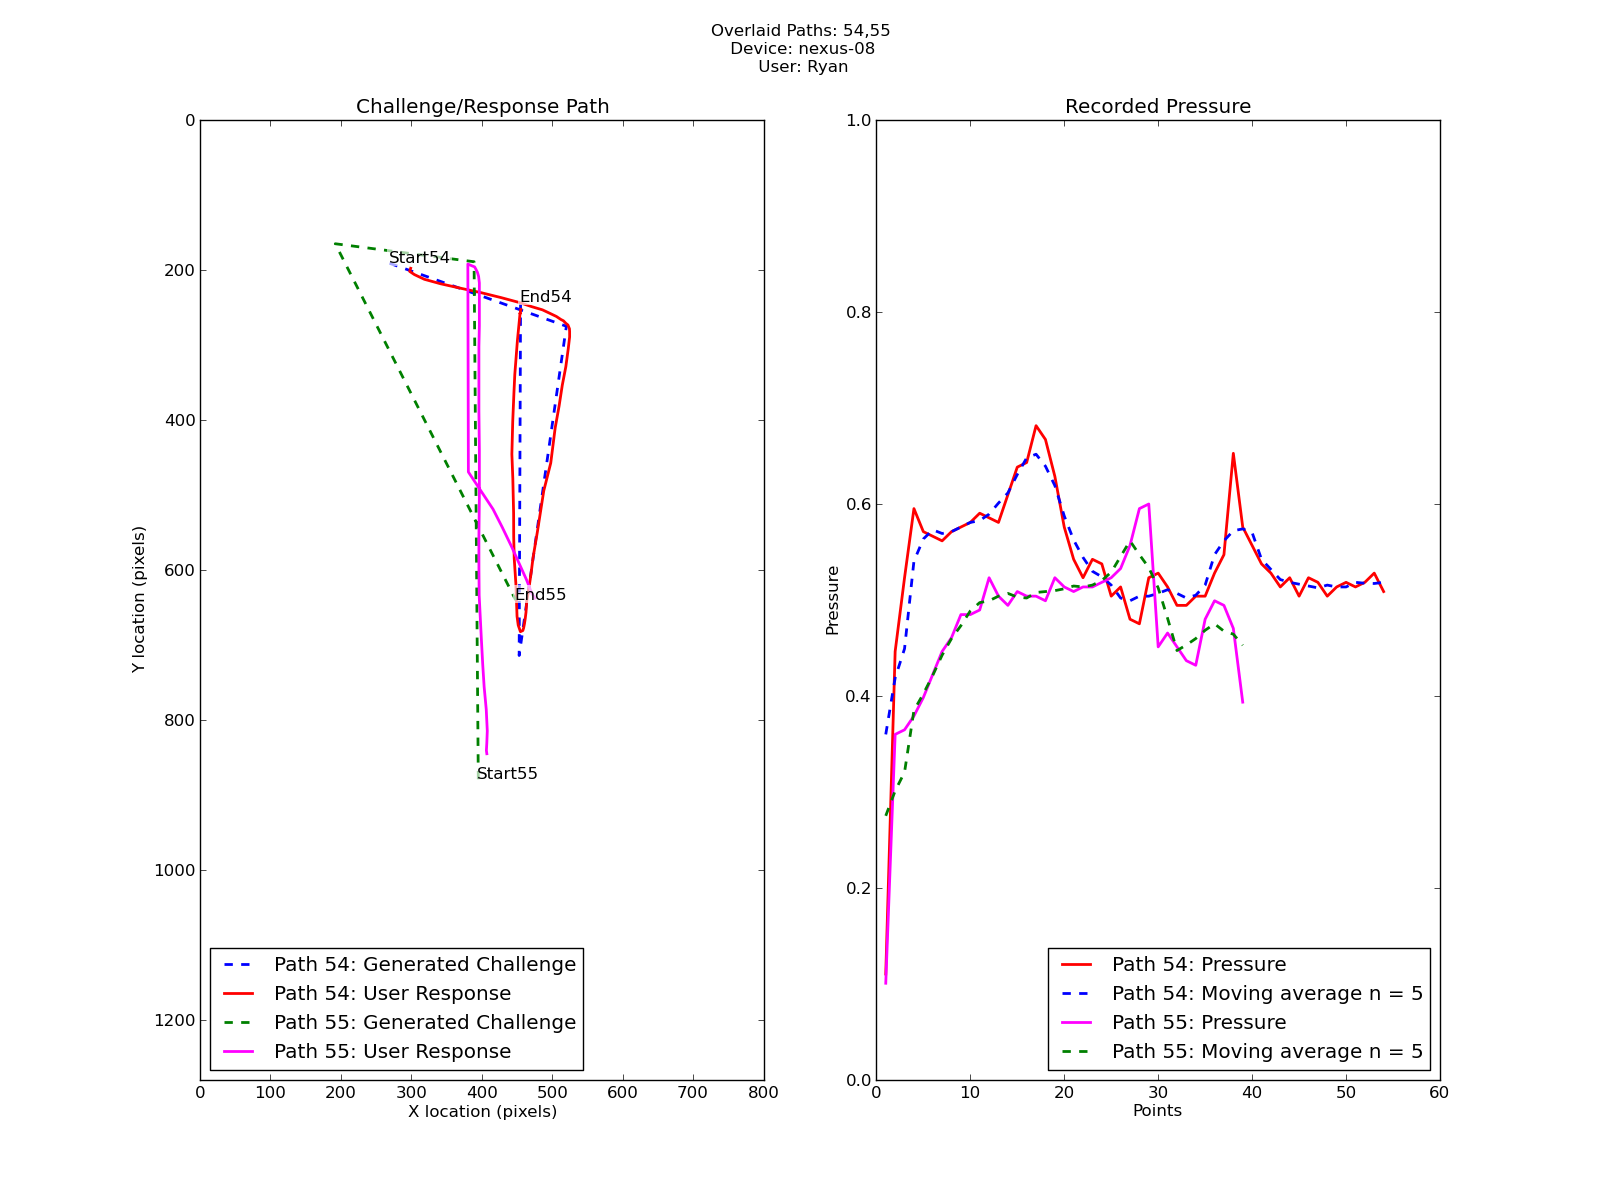 Overlaid Paths: 54,55
Device: nexus-08
User: Ryan
Challenge/Response Path
0
200
400
600
800
1000
1200
Y location (pixels)
Start54
End54
End55
Start55
Path 54: Generated Challenge
Path 54: User Response
Path 55: Generated Challenge
Path 55: User Response
0 100 200 300 400 500 600 700 800
X location (pixels)
Recorded Pressure
1.0
0.8
0.6
0.4
0.2
0.0
Pressure
Path 54: Pressure
Path 54: Moving average n = 5
Path 55: Pressure
Path 55: Moving average n = 5
0 10 20 30 40 50 60
Points